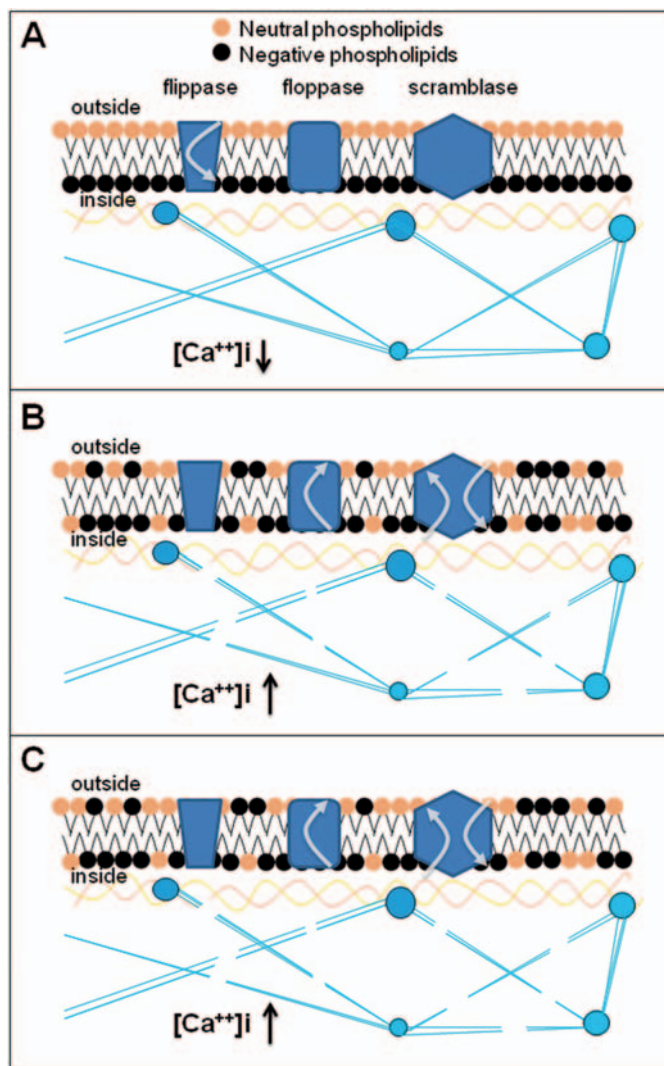 A
Neutral phospholipids
Negative phospholipids
flippase floppase scramblase
outside
inside
[Ca⁺⁺]i ↓
B
outside
inside
[Ca⁺⁺]i ↑
C
outside
inside
[Ca⁺⁺]i ↑